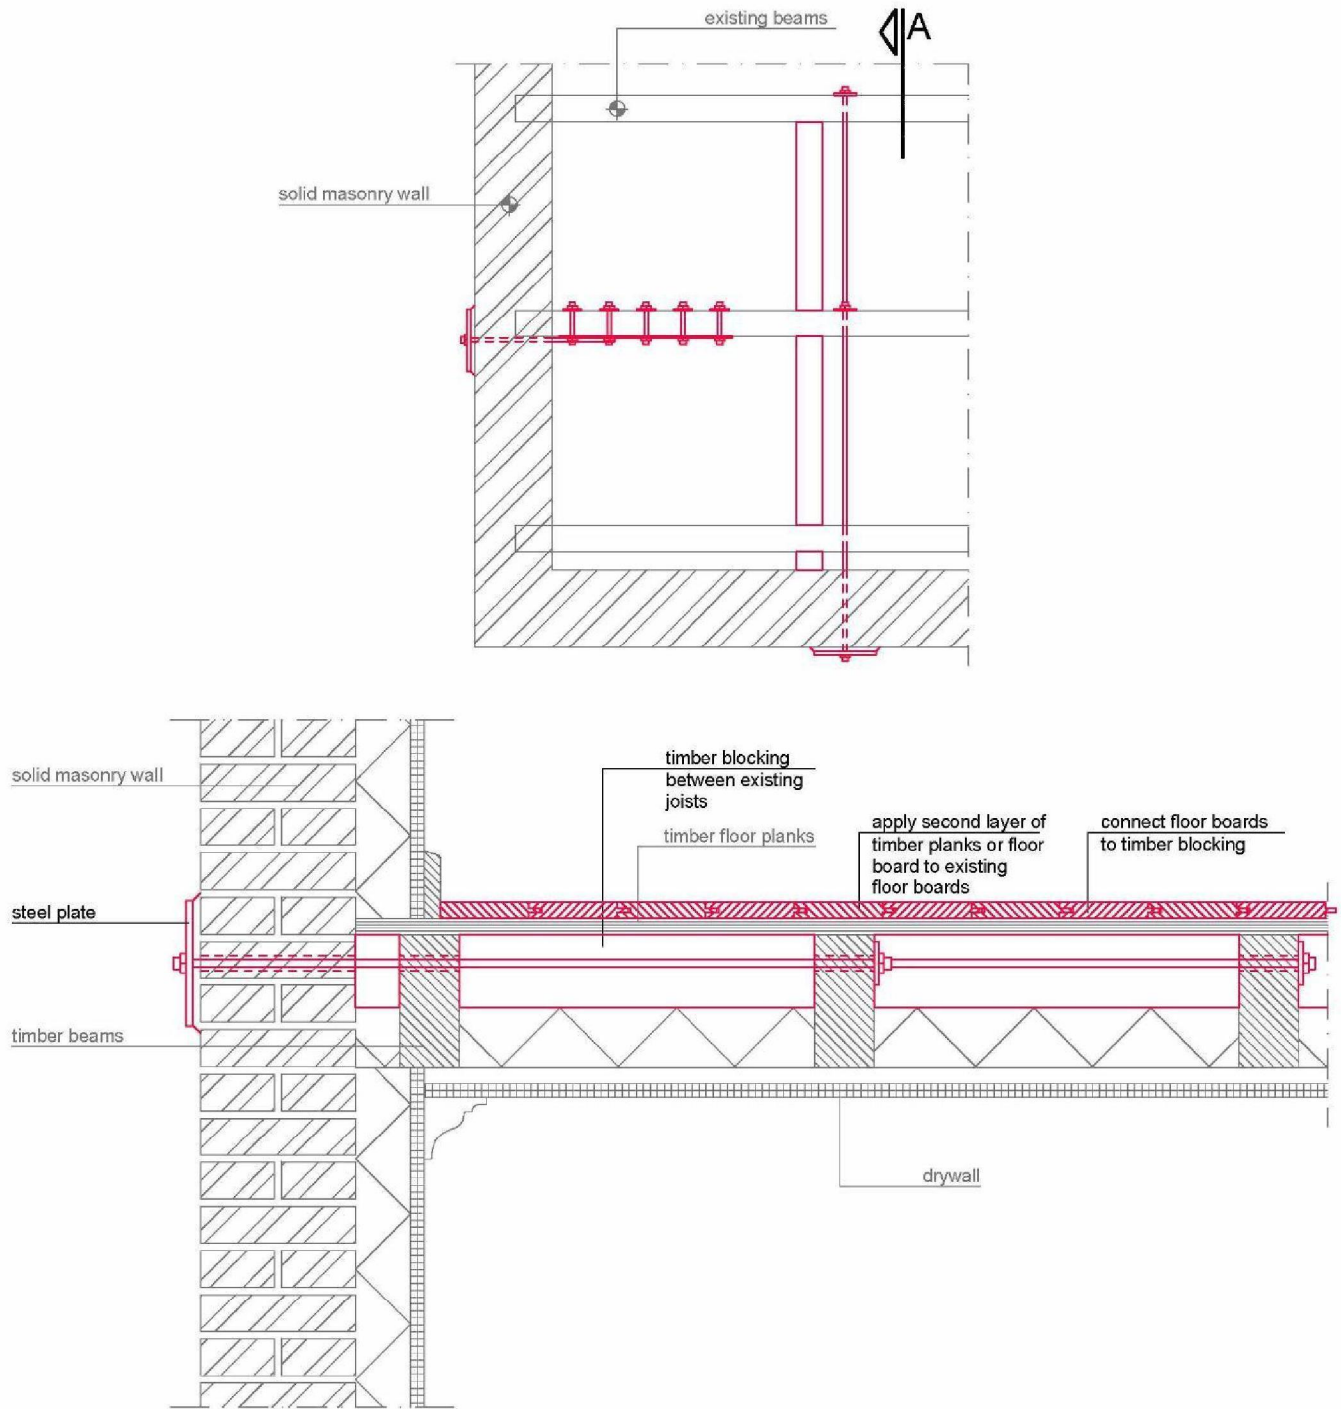 existing beams
A
solid masonry wall
timber blocking
between existing
joists
solid masonry wall
timber floor planks
apply second layer of
timber planks or floor
board to existing
floor boards
connect floor boards
to timber blocking
steel plate
timber beams
drywall